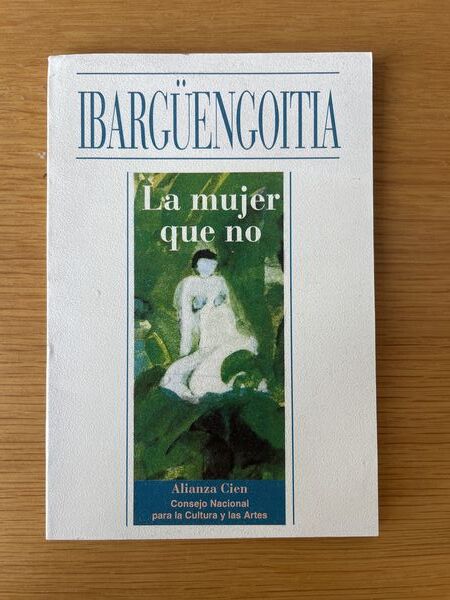 IBARGÜENGOITIA
La mujer
que no
Alianza Cien
Consejo Nacional
para la Cultura y las Artes